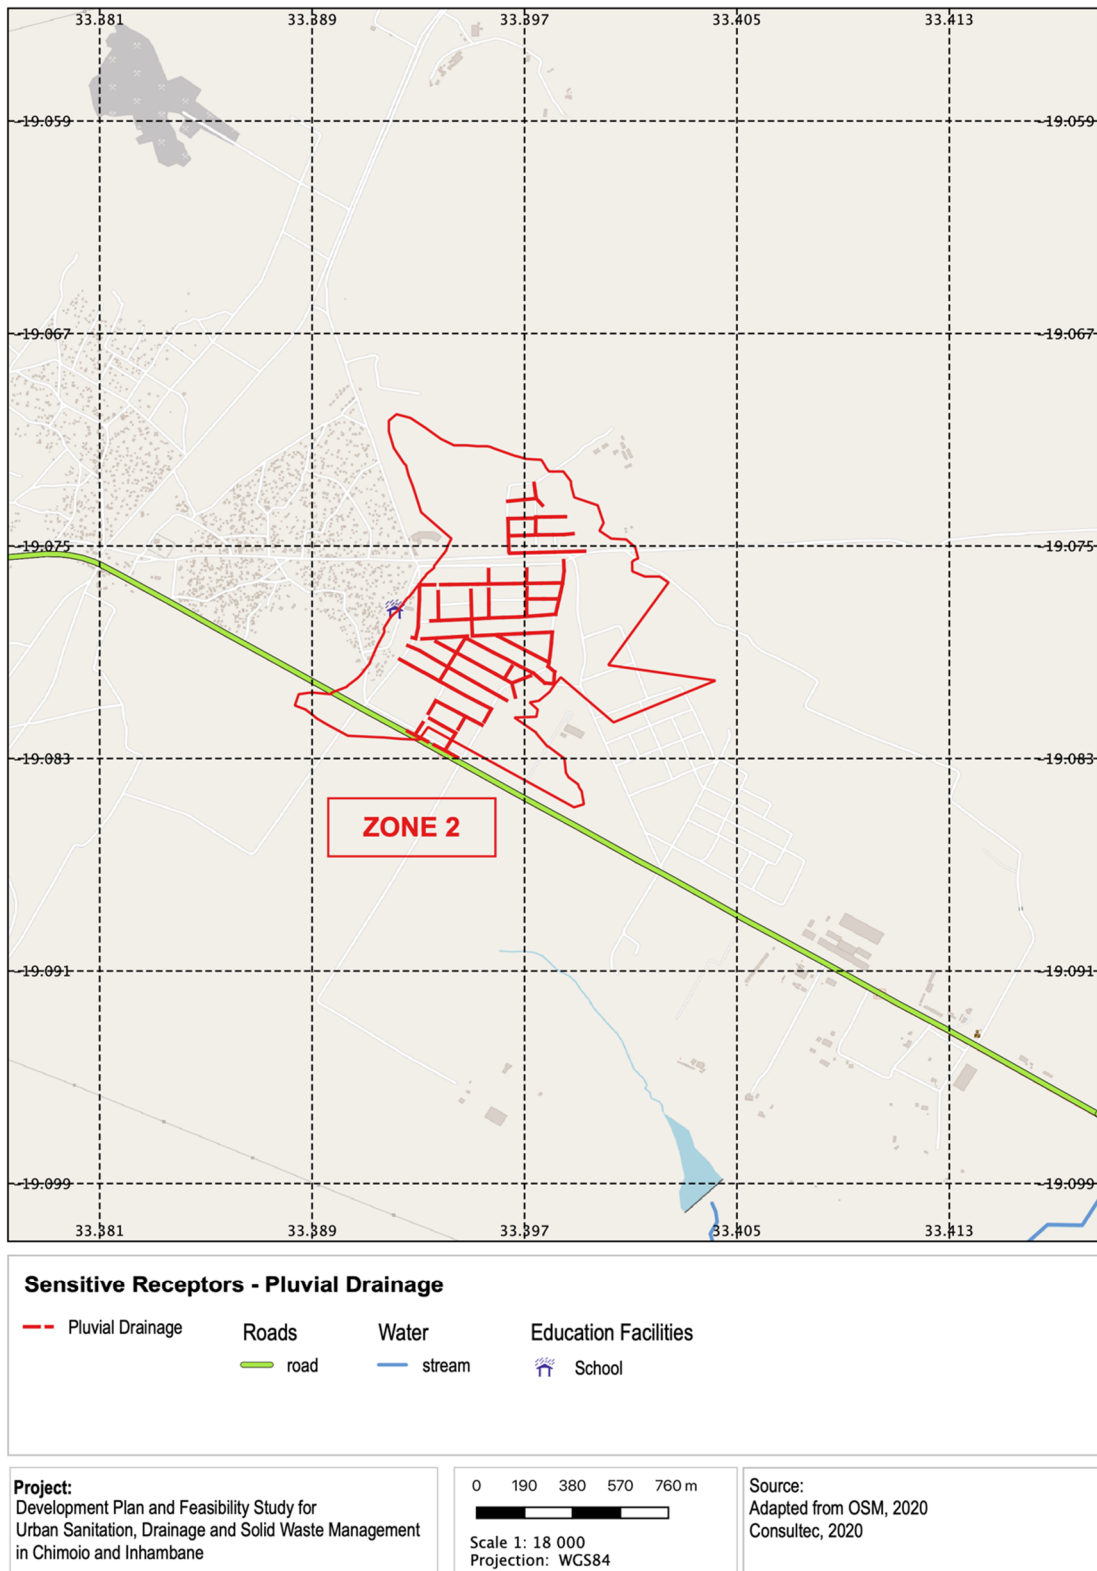 33.881 33.889 33.897 33.405 33.413
-19.059 -19.059
-19.067 -19.067
-19.075 -19.075
-19.083 -19.083
ZONE 2
-19.091 -19.091
-19.099 -19.099
33.381 33.389 33.397 33.405 33.413
Sensitive Receptors - Pluvial Drainage
Pluvial Drainage
Roads
road
Water
stream
Education Facilities
School
Project:
Development Plan and Feasibility Study for
Urban Sanitation, Drainage and Solid Waste Management
in Chimoio and Inhambane
0 190 380 570 760 m
Scale 1: 18 000
Projection: WGS84
Source:
Adapted from OSM, 2020
Consultec, 2020